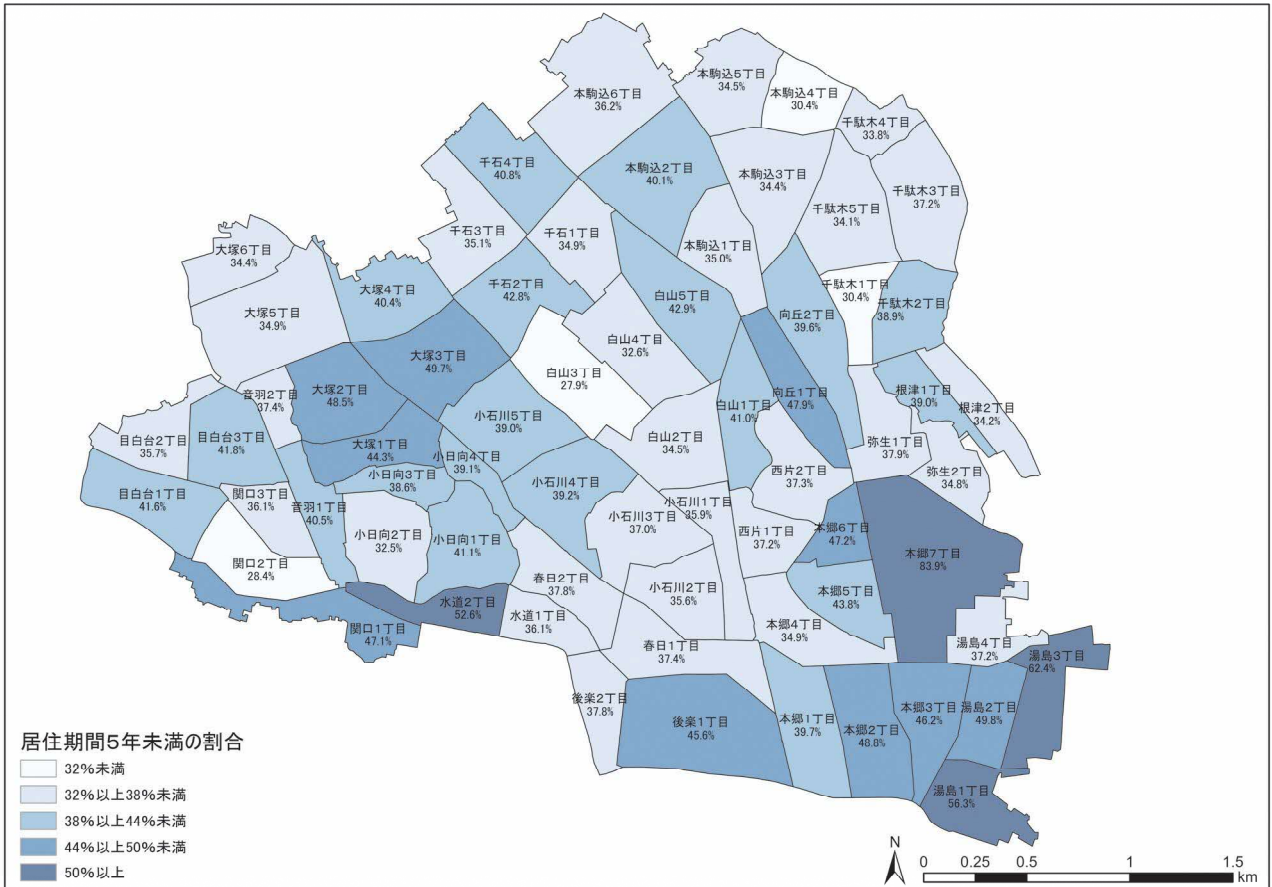 本駒込5丁目
34.5%
本駒込6丁目
36.2%
本駒込4丁目
30.4%
千駄木4丁目
33.8%
千石4丁目
40.8%
本駒込2丁目
40.1%
本駒込3丁目
34.4%
千駄木3丁目
37.2%
千駄木5丁目
34.1%
千石3丁目
35.1%
千石1丁目
34.9%
本駒込1丁目
35.0%
大塚6丁目
34.4%
大塚4丁目
40.4%
千石2丁目
42.8%
白山5丁目
42.9%
千駄木1丁目
30.4%
千駄木2丁目
38.9%
大塚5丁目
34.9%
向丘2丁目
39.6%
白山4丁目
32.6%
大塚3丁目
49.7%
白山3丁目
27.9%
大塚2丁目
48.5%
音羽2丁目
37.4%
向丘1丁目
47.9%
根津1丁目
39.0%
根津2丁目
34.2%
白山1丁目
41.0%
小石川5丁目
39.0%
目白台2丁目
35.7%
目白台3丁目
41.8%
白山2丁目
34.5%
弥生1丁目
37.9%
大塚1丁目
44.3%
小日向4丁目
39.1%
西片2丁目
37.3%
弥生2丁目
34.8%
小日向3丁目
38.6%
小石川4丁目
39.2%
目白台1丁目
41.6%
関口3丁目
36.1%
音羽1丁目
40.5%
小石川1丁目
35.9%
小石川3丁目
37.0%
本郷6丁目
47.2%
小日向2丁目
32.5%
小日向1丁目
41.1%
西片1丁目
37.2%
本郷7丁目
83.9%
関口2丁目
28.4%
春日2丁目
37.8%
小石川2丁目
35.6%
本郷5丁目
43.8%
水道2丁目
52.6%
水道1丁目
36.1%
関口1丁目
47.1%
本郷4丁目
34.9%
春日1丁目
37.4%
湯島4丁目
37.2%
湯島3丁目
62.4%
後楽2丁目
37.8%
後楽1丁目
45.6%
本郷1丁目
39.7%
本郷2丁目
48.8%
本郷3丁目
46.2%
湯島2丁目
49.8%
湯島1丁目
56.3%
居住期間5年未満の割合
32%未満
32%以上38%未満
38%以上44%未満
44%以上50%未満
50%以上
N
0 0.25 0.5 1 1.5
km